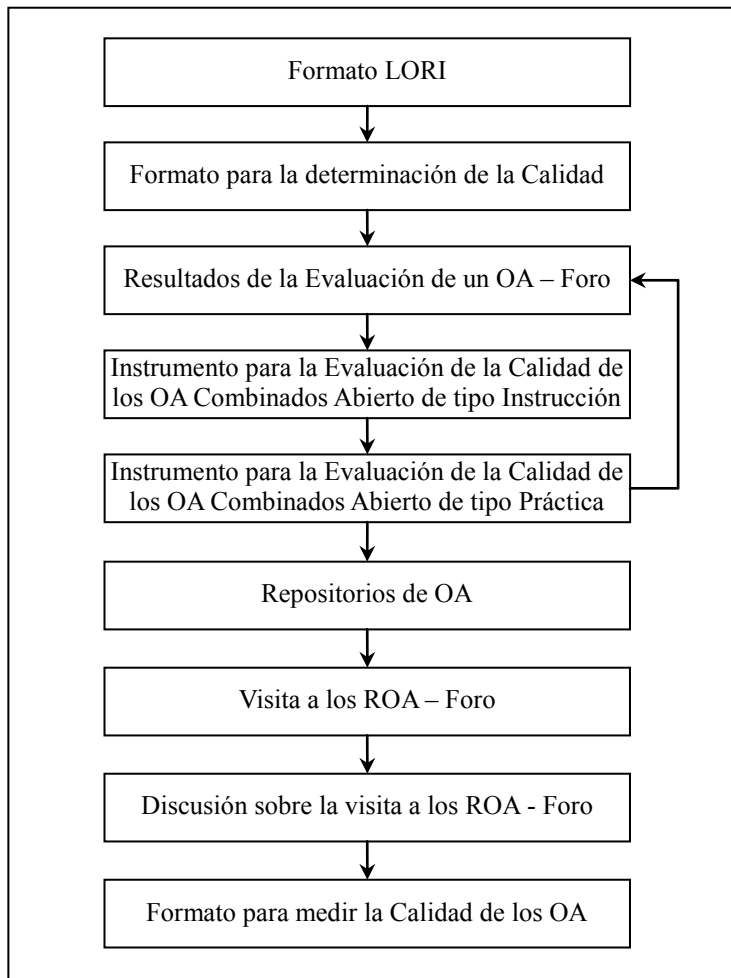 Formato LORI
Formato para la determinación de la Calidad
Resultados de la Evaluación de un OA – Foro
Instrumento para la Evaluación de la Calidad de
los OA Combinados Abierto de tipo Instrucción
Instrumento para la Evaluación de la Calidad de
los OA Combinados Abierto de tipo Práctica
Repositorios de OA
Visita a los ROA – Foro
Discusión sobre la visita a los ROA - Foro
Formato para medir la Calidad de los OA